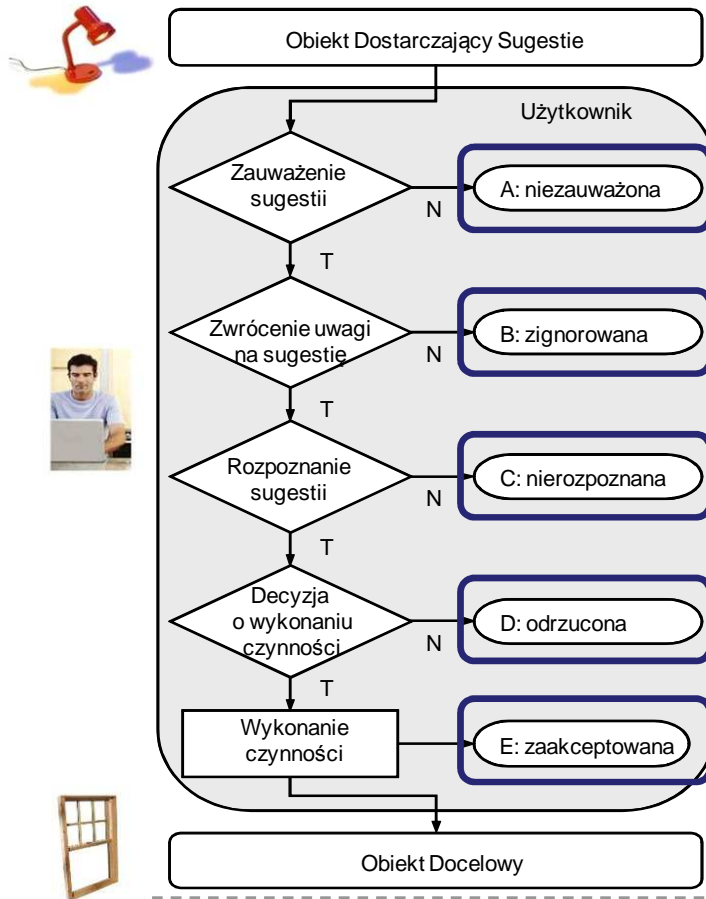 Obiekt Dostarczający Sugestie
Użytkownik
Zauważenie
sugestii
N
A: niezauważona
T
Zwrócenie uwagi
na sugestię
N
B: zignorowana
T
Rozpoznanie
sugestii
N
C: nierozpoznana
T
Decyzja
o wykonaniu
czynności
N
D: odrzucona
T
Wykonanie
czynności
E: zaakceptowana
Obiekt Docelowy